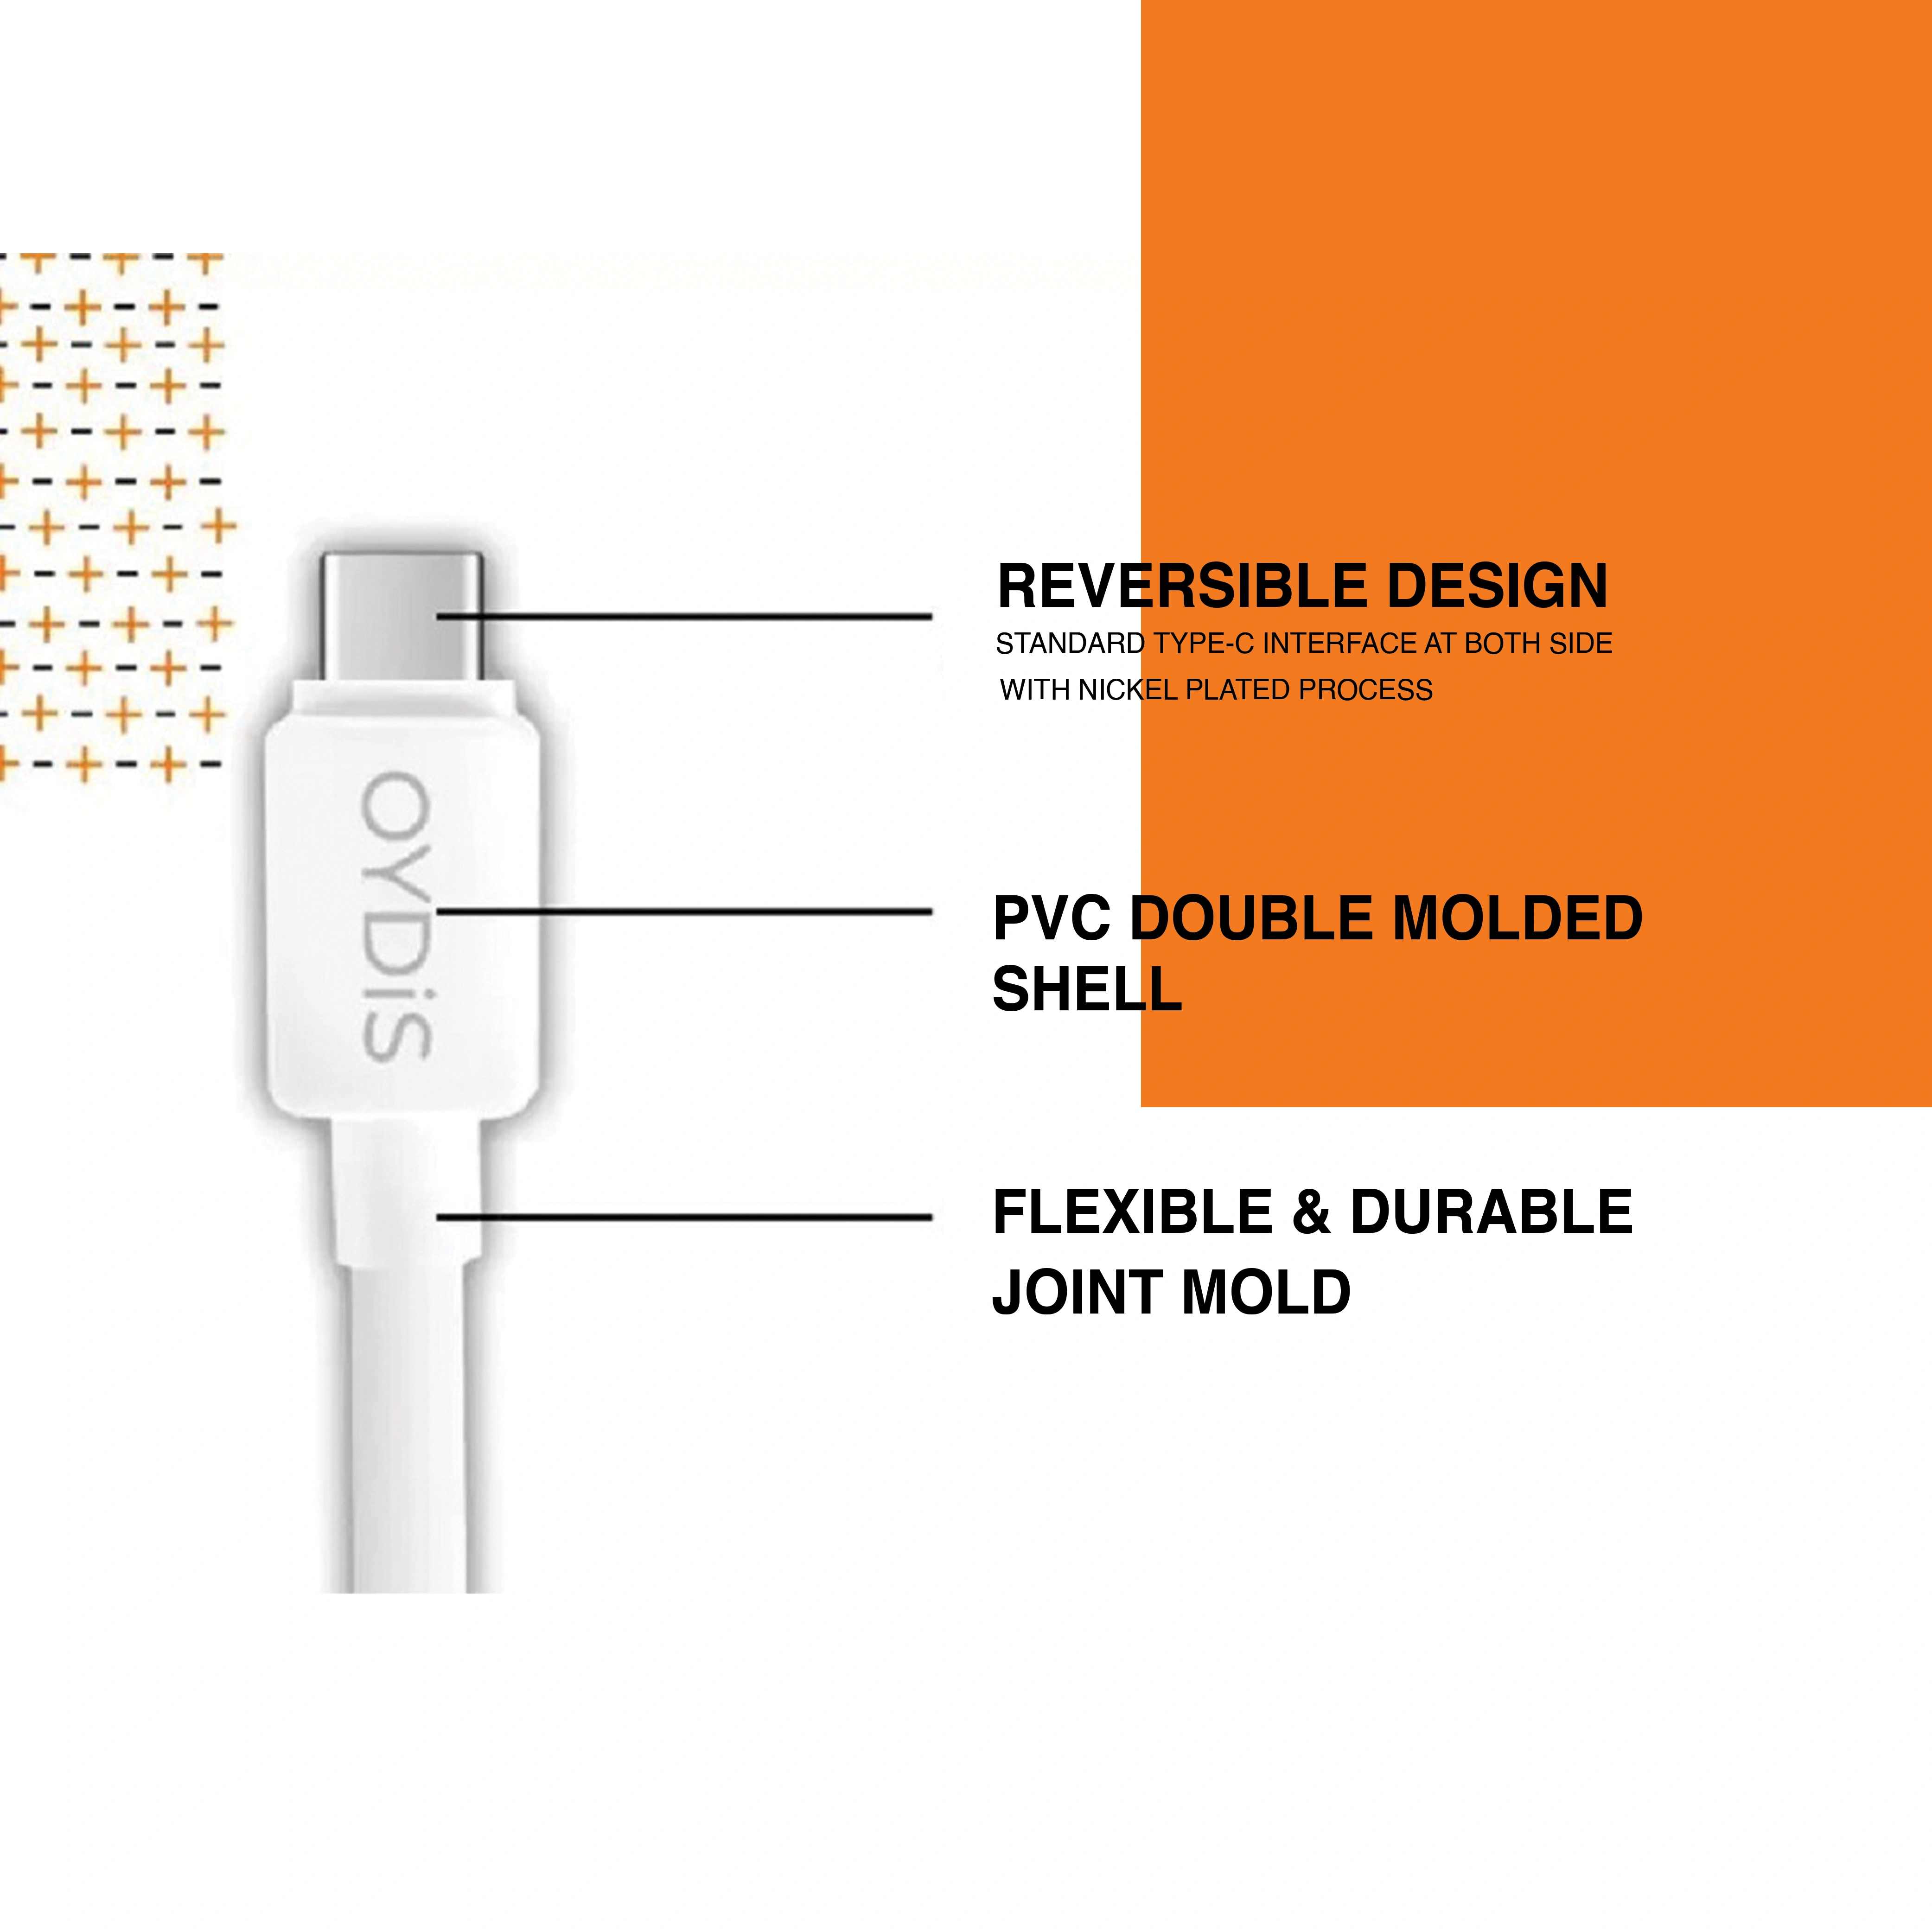 REVERSIBLE DESIGN
STANDARD TYPE-C INTERFACE AT BOTH SIDE
WITH NICKEL PLATED PROCESS
OYDiS
PVC DOUBLE MOLDED
SHELL
FLEXIBLE & DURABLE
JOINT MOLD